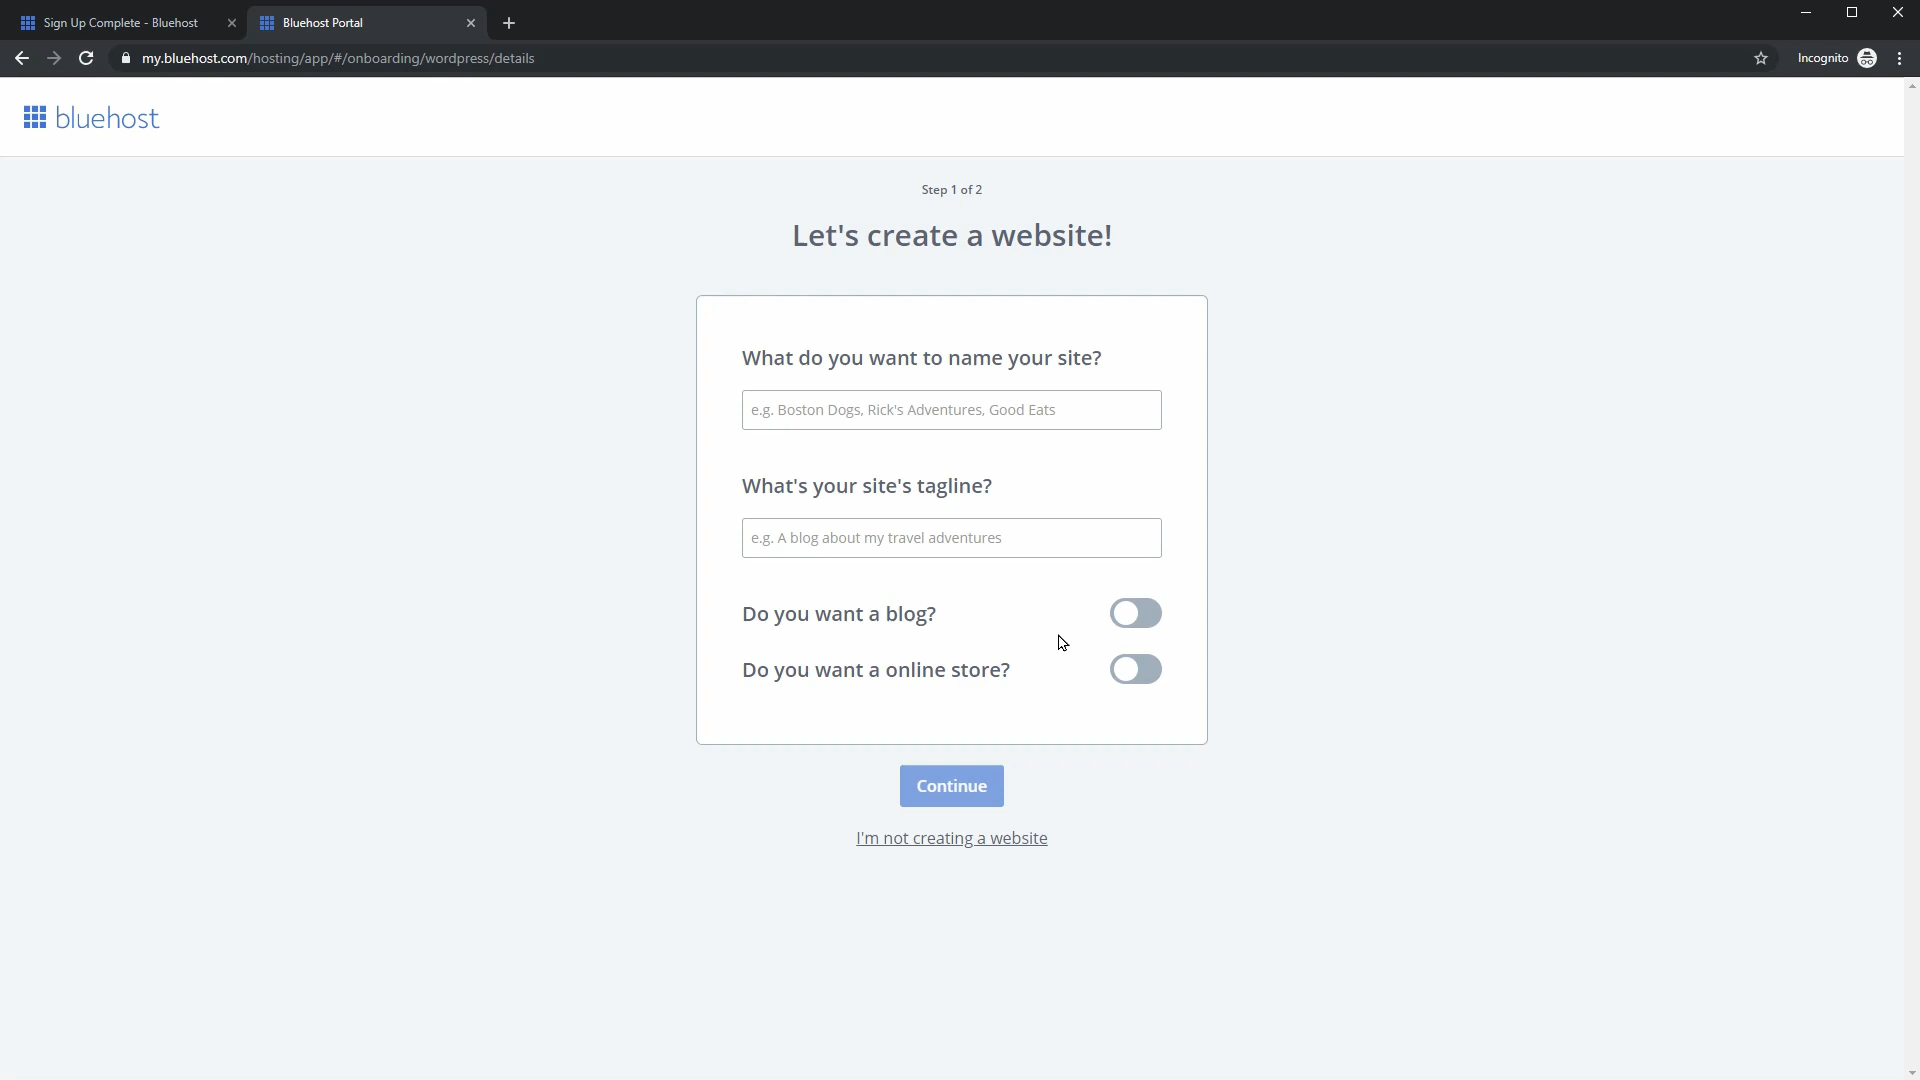 Sign Up Complete - Bluehost
Bluehost Portal
my.bluehost.com/hosting/app/#/onboarding/wordpress/details
Incognito
bluehost
Step 1 of 2
Let's create a website!
What do you want to name your site?
e.g. Boston Dogs, Rick's Adventures, Good Eats
What's your site's tagline?
e.g. A blog about my travel adventures
Do you want a blog?
Do you want a online store?
Continue
I'm not creating a website